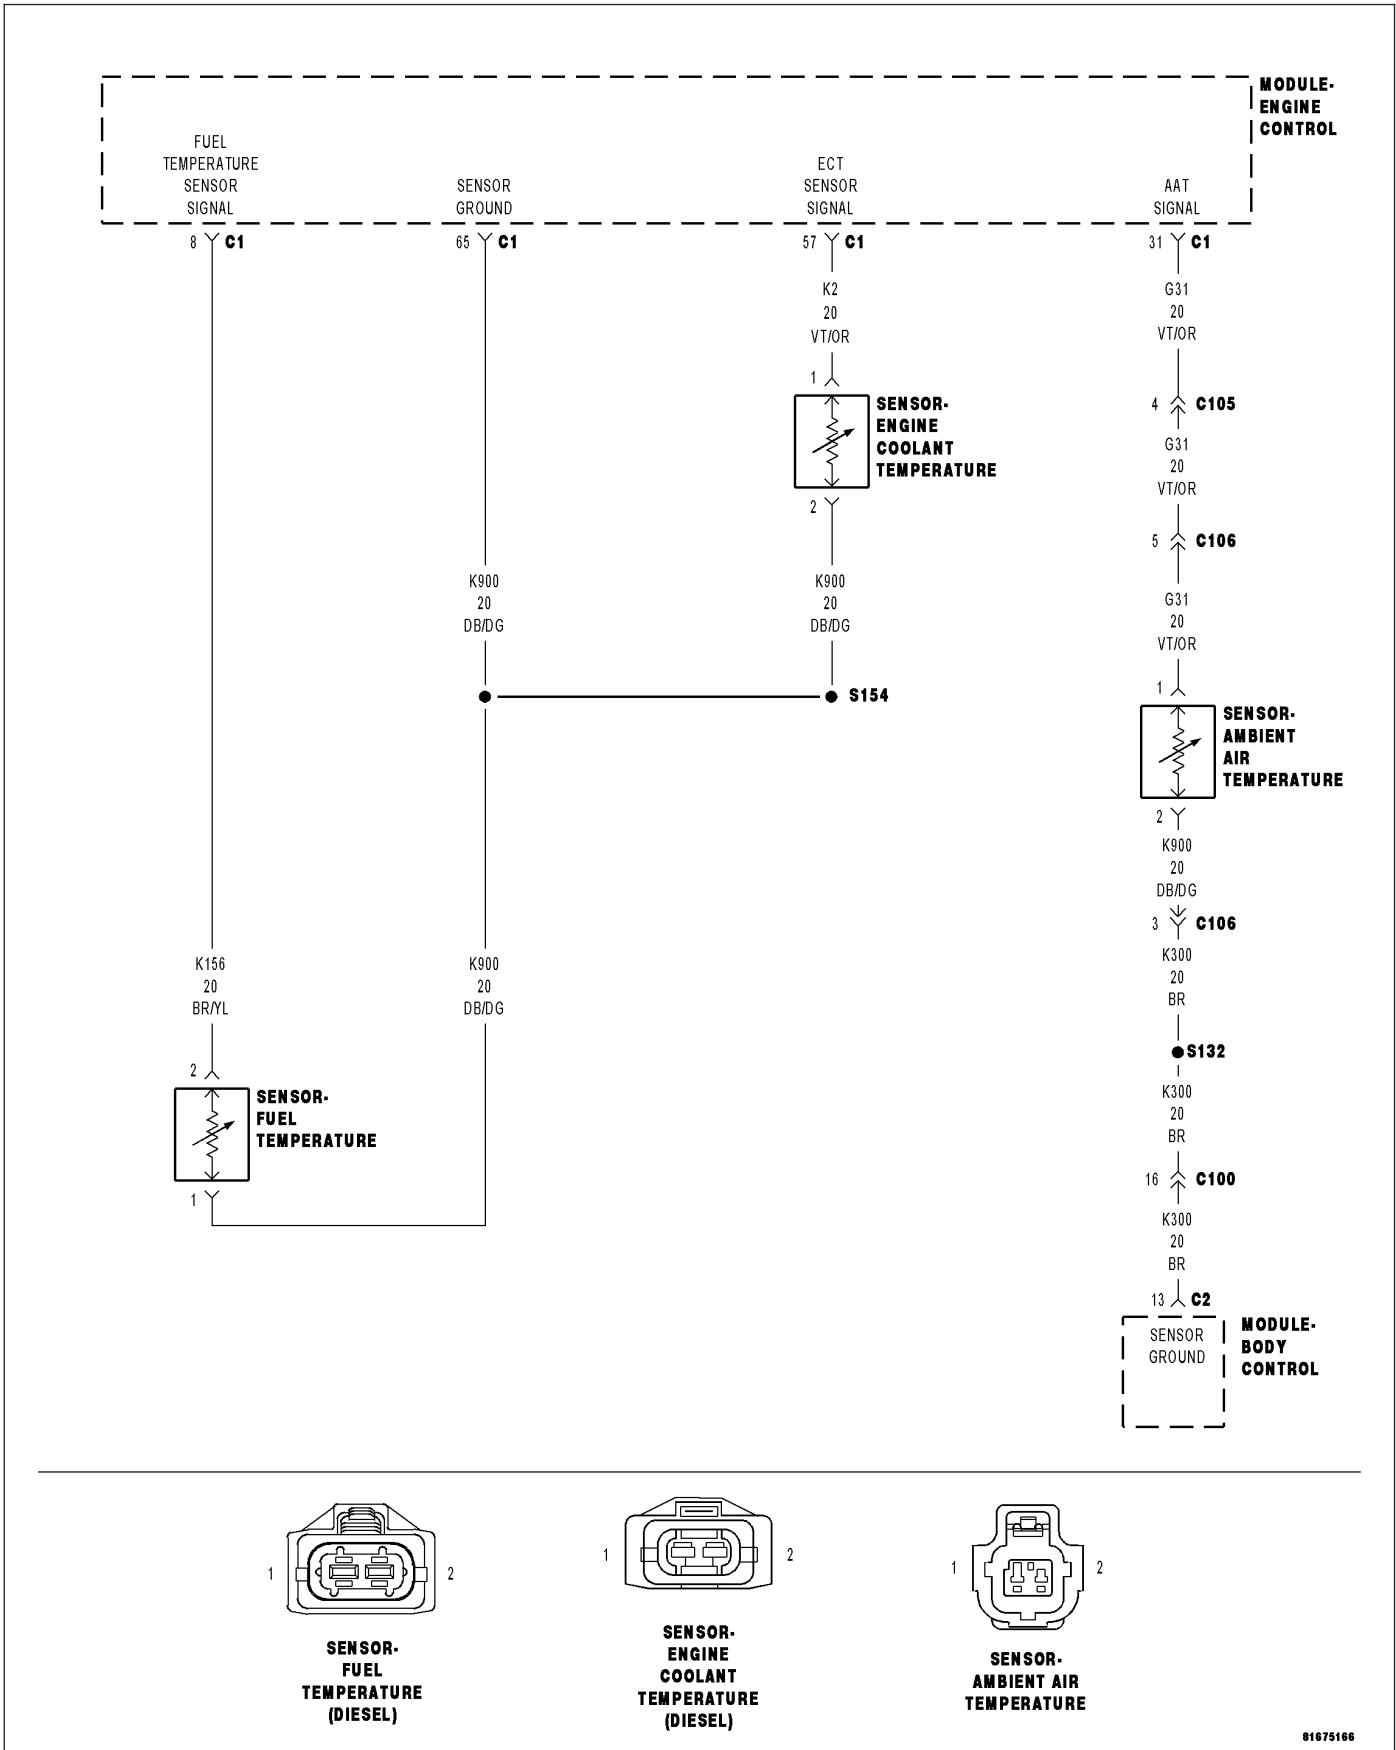 MODULE-
ENGINE
CONTROL
FUEL
TEMPERATURE
SENSOR
SIGNAL
SENSOR
GROUND
ECT
SENSOR
SIGNAL
AAT
SIGNAL
8 C1
65 C1
57 C1
31 C1
K2
20
VT/OR
G31
20
VT/OR
1
SENSOR-
ENGINE
COOLANT
TEMPERATURE
2
4 C105
G31
20
VT/OR
5 C106
K900
20
DB/DG
K900
20
DB/DG
G31
20
VT/OR
S154
1
SENSOR-
AMBIENT
AIR
TEMPERATURE
2
K900
20
DB/DG
3 C106
K156
20
BR/YL
K900
20
DB/DG
K300
20
BR
S132
2
SENSOR-
FUEL
TEMPERATURE
1
K300
20
BR
16 C100
K300
20
BR
13 C2
SENSOR
GROUND
MODULE-
BODY
CONTROL
1 2
SENSOR-
FUEL
TEMPERATURE
(DIESEL)
1 2
SENSOR-
ENGINE
COOLANT
TEMPERATURE
(DIESEL)
1 2
SENSOR-
AMBIENT AIR
TEMPERATURE
81675166